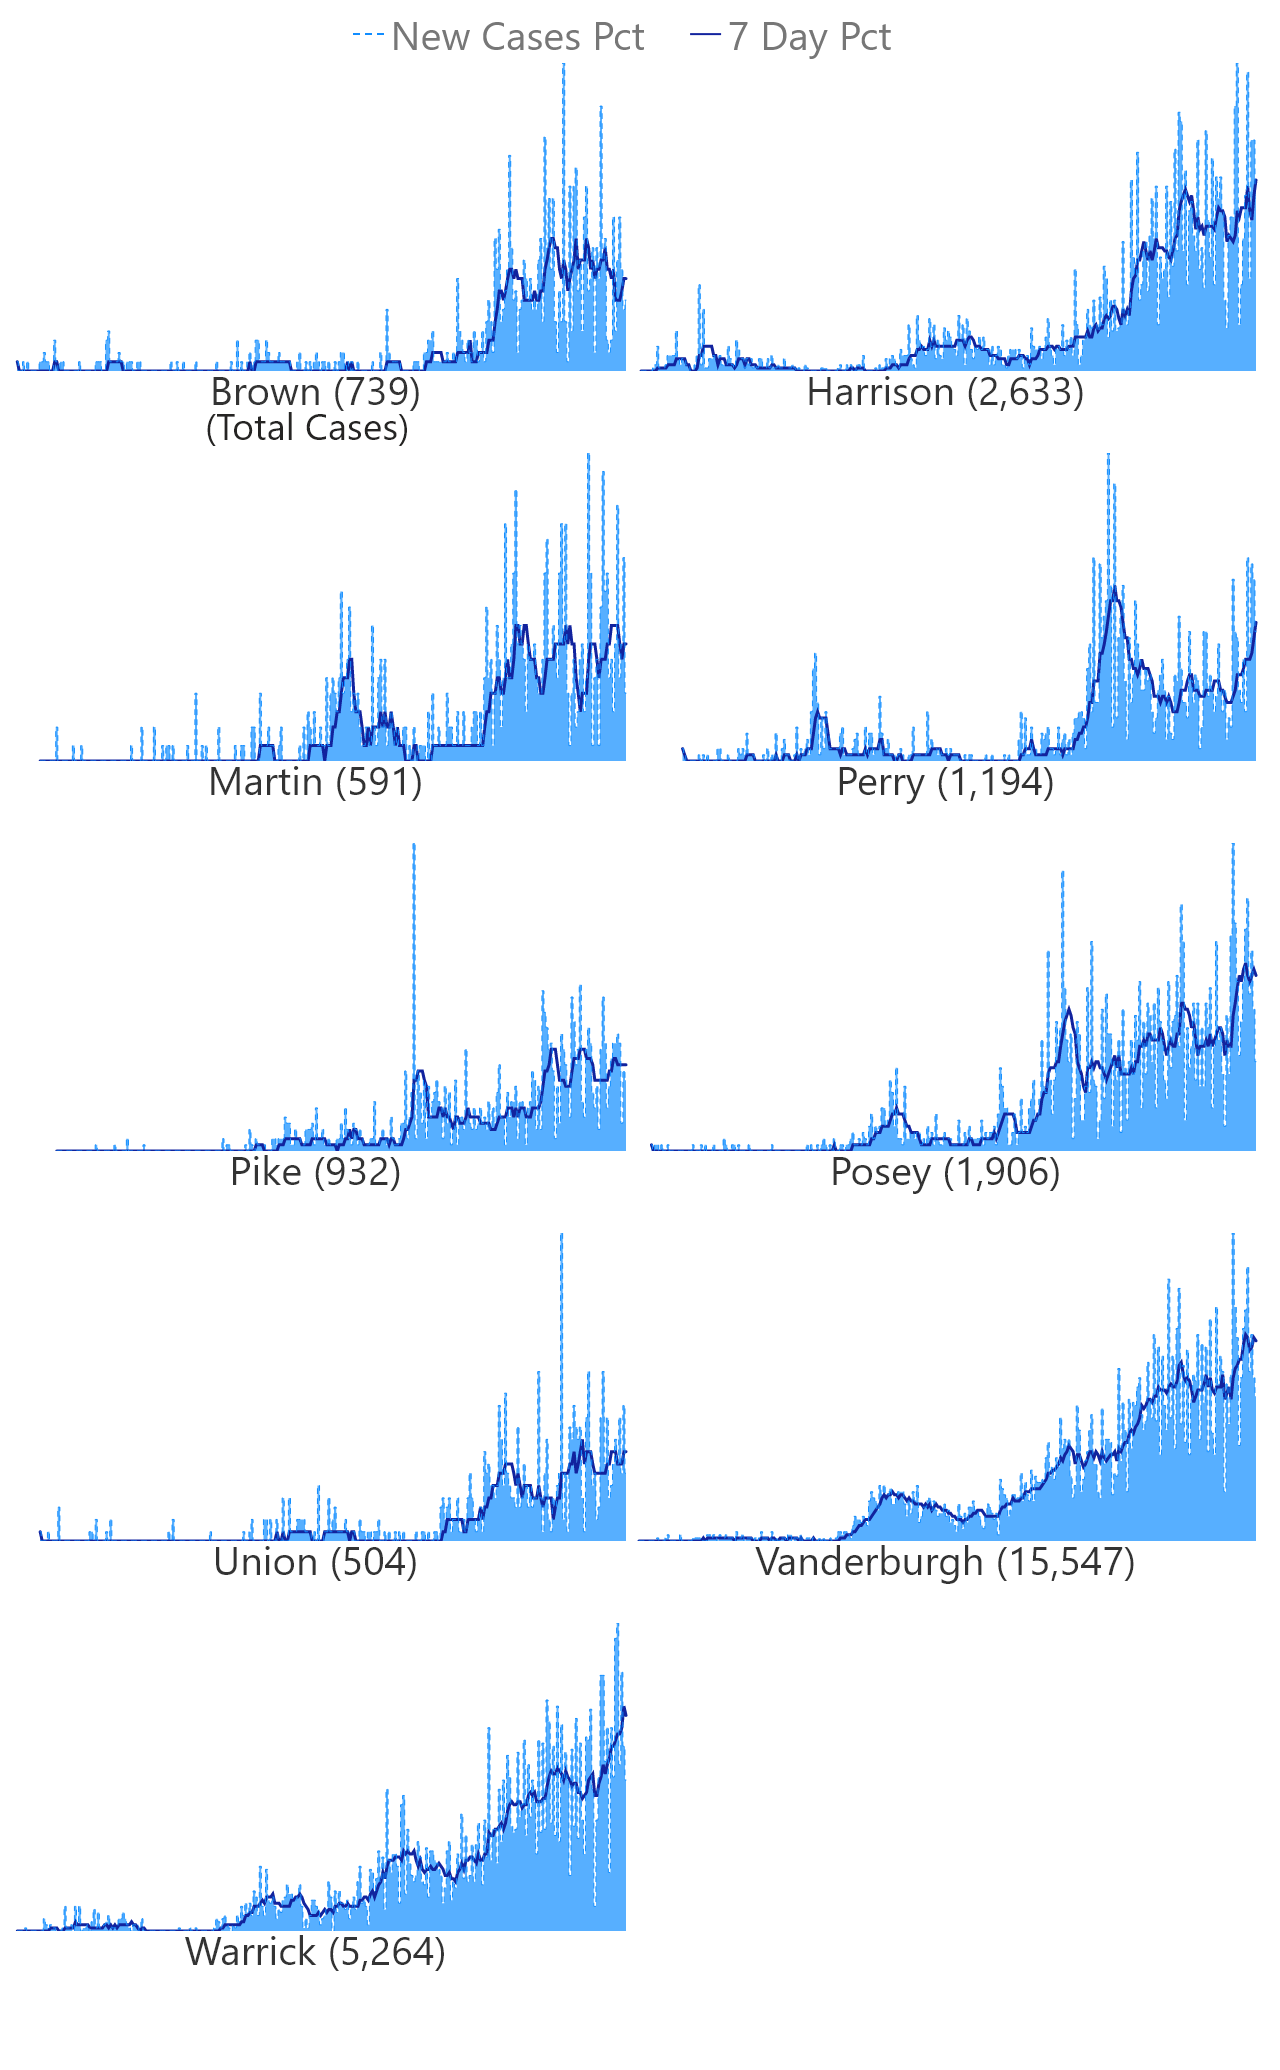 New Cases Pct 7 Day Pct
Brown (739)
(Total Cases)
Harrison (2,633)
Martin (591)
Perry (1,194)
Pike (932)
Posey (1,906)
Union (504)
Vanderburgh (15,547)
Warrick (5,264)